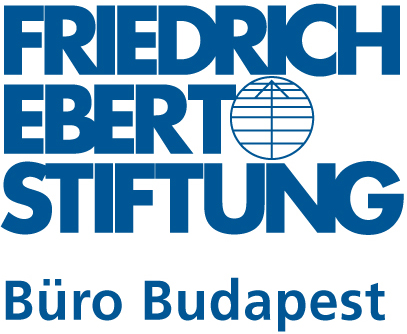 FRIEDRICH
EBERT
STIFTUNG
Büro Budapest